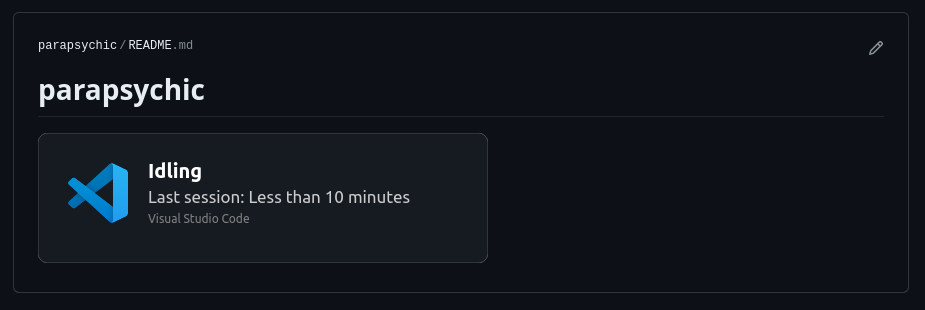 parapsychic/README.md
parapsychic
Idling
Last session: Less than 10 minutes
Visual Studio Code